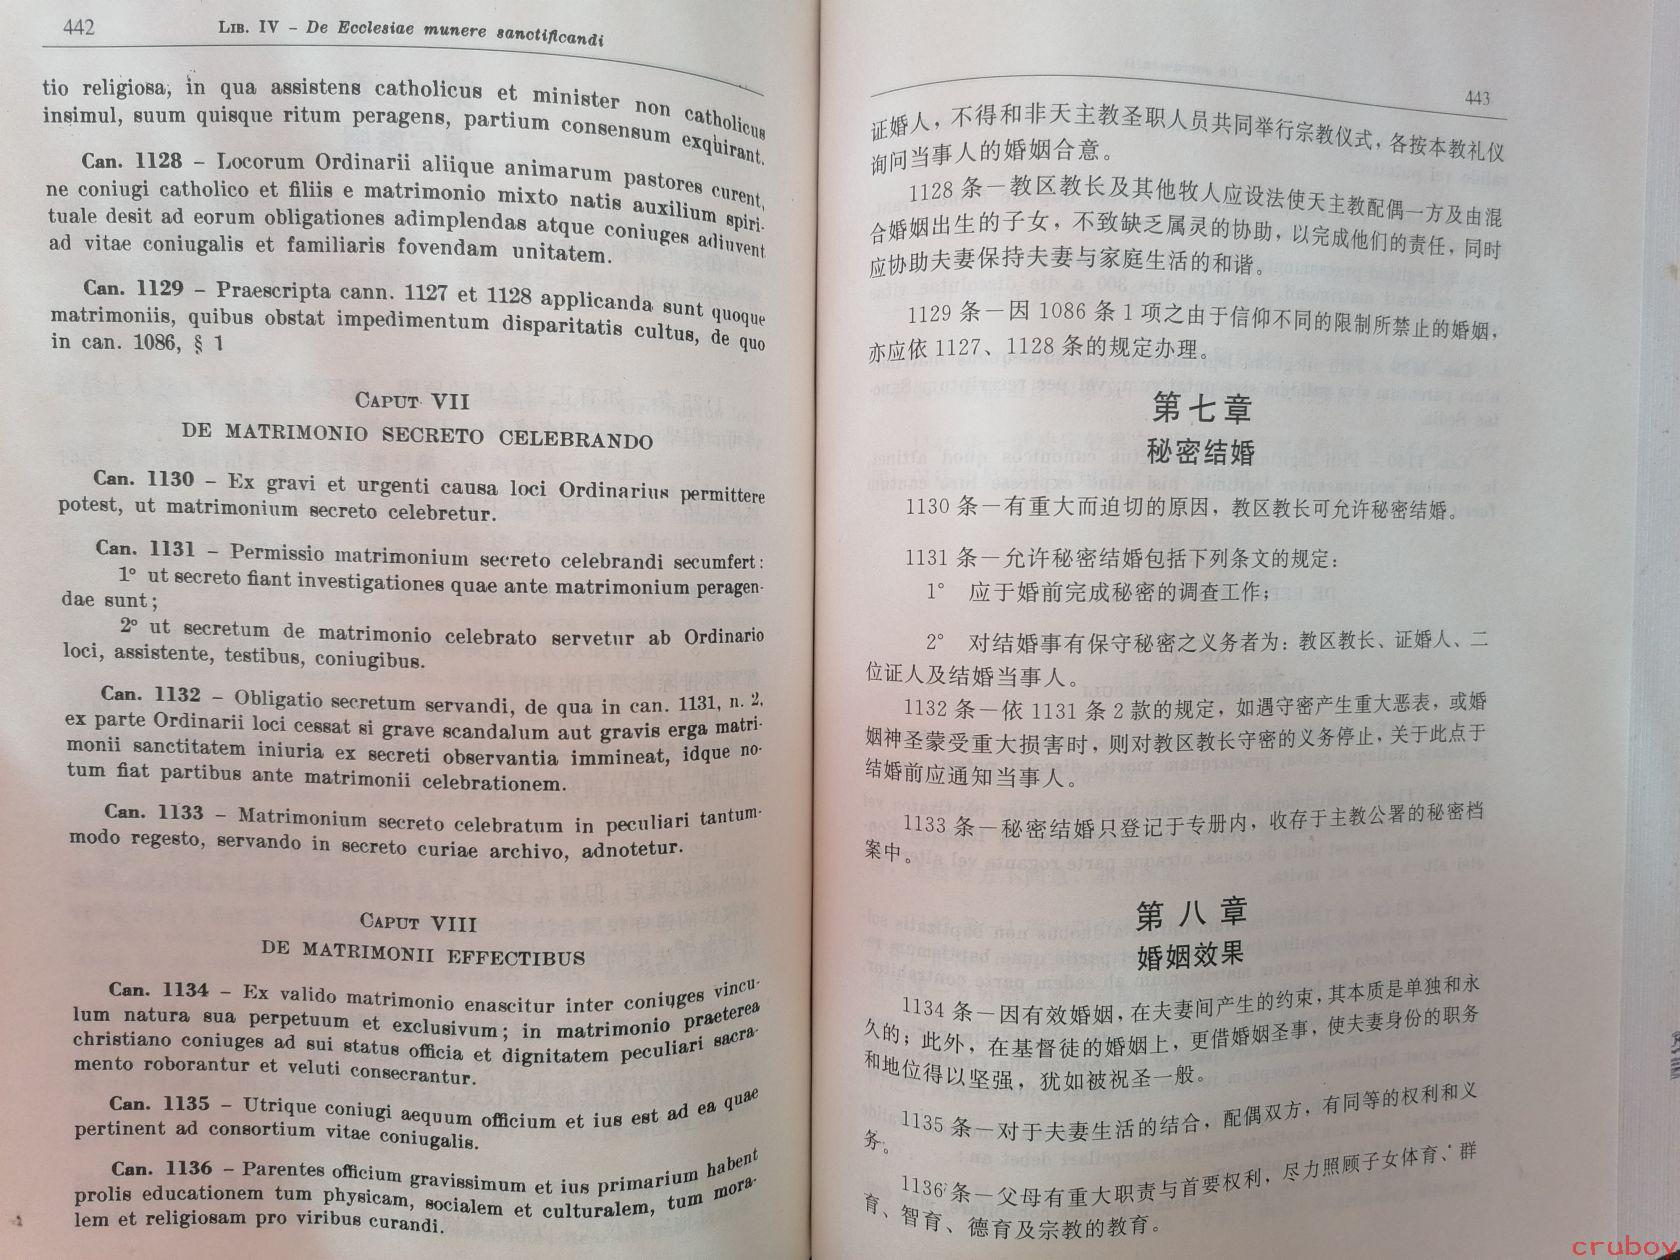 442
LIB. IV – De Ecclesiae munere sanctificandi
tio religiosa, in qua assistens catholicus et minister non catholicus
insimul, suum quisque ritum peragens, partium consensum exquirant.
Can. 1128 – Locorum Ordinarii aliique animarum pastores curent,
ne coniugi catholico et filiis e matrimonio mixto natis auxilium spiri-
tuale desit ad eorum obligationes adimplendas atque coniuges adiuvent
ad vitae coniugalis et familiaris fovendam unitatem.
Can. 1129 – Praescripta cann. 1127 et 1128 applicanda sunt quoque
matrimoniis, quibus obstat impedimentum disparitatis cultus, de quo
in can. 1086, § 1
CAPUT VII
DE MATRIMONIO SECRETO CELEBRANDO
Can. 1130 – Ex gravi et urgenti causa loci Ordinarius permittere
potest, ut matrimonium secreto celebretur.
Can. 1131 – Permissio matrimonium secreto celebrandi secumfert:
1° ut secreto fiant investigationes quae ante matrimonium peragen-
dae sunt;
2° ut secretum de matrimonio celebrato servetur ab Ordinario
loci, assistente, testibus, coniugibus.
Can. 1132 – Obligatio secretum servandi, de qua in can. 1131, n. 2,
ex parte Ordinarii loci cessat si grave scandalum aut gravis erga matri-
monii sanctitatem iniuria ex secreti observantia immineat, idque no-
tum fiat partibus ante matrimonii celebrationem.
Can. 1133 – Matrimonium secreto celebratum in peculiari tantum-
modo regesto, servando in secreto curiae archivo, adnotetur.
CAPUT VIII
DE MATRIMONII EFFECTIBUS
Can. 1134 – Ex valido matrimonio enascitur inter coniuges vincu-
lum natura sua perpetuum et exclusivum; in matrimonio praeterea
christiano coniuges ad sui status officia et dignitatem peculiari sacra-
mento roborantur et veluti consecrantur.
Can. 1135 – Utrique coniugi aequum officium et ius est ad ea quae
pertinent ad consortium vitae coniugalis.
Can. 1136 – Parentes officium gravissimum et ius primarium habent
prolis educationem tum physicam, socialem et culturalem, tum mora-
lem et religiosam pro viribus curandi.
443
证婚人，不得和非天主教圣职人员共同举行宗教仪式，各按本教礼仪
询问当事人的婚姻合意。
1128 条－教区教长及其他牧人应设法使天主教配偶一方及由混
合婚姻出生的子女，不致缺乏属灵的协助，以完成他们的责任，同时
应协助夫妻保持夫妻与家庭生活的和谐。
1129 条－因 1086 条 1 项之由于信仰不同的限制所禁止的婚姻，
亦应依 1127、1128 条的规定办理。
第七章
秘密结婚
1130 条－有重大而迫切的原因，教区教长可允许秘密结婚。
1131 条－允许秘密结婚包括下列条文的规定：
1° 应于婚前完成秘密的调查工作；
2° 对结婚事有保守秘密之义务者为：教区教长、证婚人、二
位证人及结婚当事人。
1132 条－依 1131 条 2 款的规定，如遇守密产生重大恶表，或婚
姻神圣蒙受重大损害时，则对教区教长守密的义务停止，关于此点于
结婚前应通知当事人。
1133 条－秘密结婚只登记于专册内，收存于主教公署的秘密档
案中。
第八章
婚姻效果
1134 条－因有效婚姻，在夫妻间产生的约束，其本质是单独和永
久的；此外，在基督徒的婚姻上，更借婚姻圣事，使夫妻身份的职务
和地位得以坚强，犹如被祝圣一般。
1135 条－对于夫妻生活的结合，配偶双方，有同等的权利和义
务。
1136 条－父母有重大职责与首要权利，尽力照顾子女体育、群
育、智育、德育及宗教的教育。
cruboy